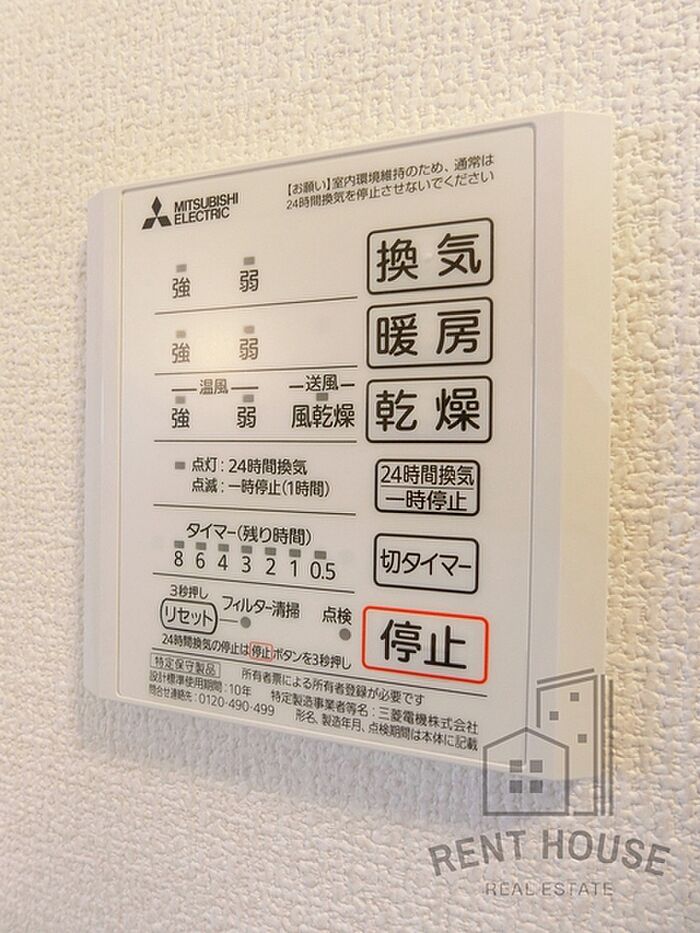 MITSUBISHI
ELECTRIC
【お願い】室内環境維持のため、通常は
24時間換気を停止させないでください
強 弱 換気
強 弱 暖房
温風 送風
強 弱 風乾燥 乾燥
点灯：24時間換気
点滅：一時停止(1時間)
24時間換気
一時停止
タイマー(残り時間)
8 6 4 3 2 1 0.5
切タイマー
3秒押し
リセット フィルター清掃 点検
停止
24時間換気の停止は停止ボタンを3秒押し
特定保守製品 所有者票による所有者登録が必要です
設計標準使用期間：10年 特定製造事業者等名：三菱電機株式会社
問合せ連絡先：0120-490-499 形名、製造年月、点検期間は本体に記載
RENT HOUSE
REAL ESTATE